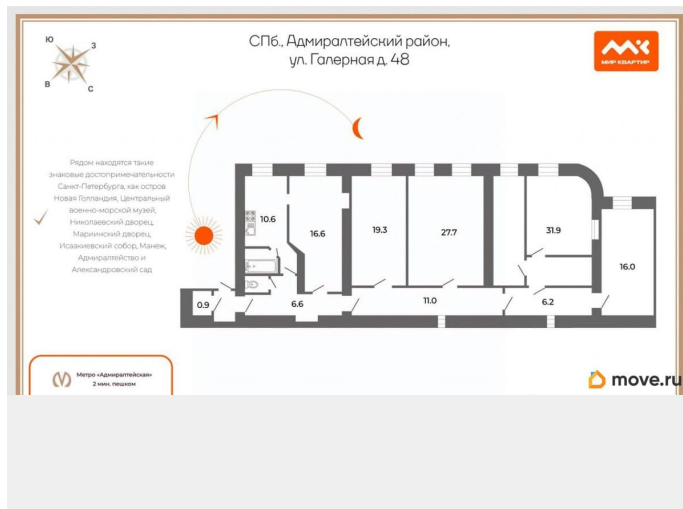 СПб., Адмиралтейский район,
ул. Галерная д. 48
МИР КВАРТИР
Ю
З
В
С
Рядом находятся такие
знаковые достопримечательности
Санкт-Петербурга, как остров
Новая Голландия, Центральный
военно-морской музей,
Николаевский дворец,
Мариинский дворец,
Исаакиевский собор, Манеж,
Адмиралтейство и
Александровский сад
10.6
16.6
19.3
27.7
31.9
16.0
0.9
6.6
11.0
6.2
Метро «Адмиралтейская»
2 мин. пешком
move.ru